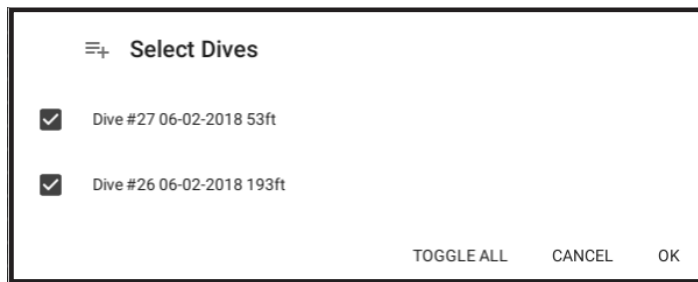 Select Dives
Dive #27 06-02-2018 53ft
Dive #26 06-02-2018 193ft
TOGGLE ALL CANCEL OK